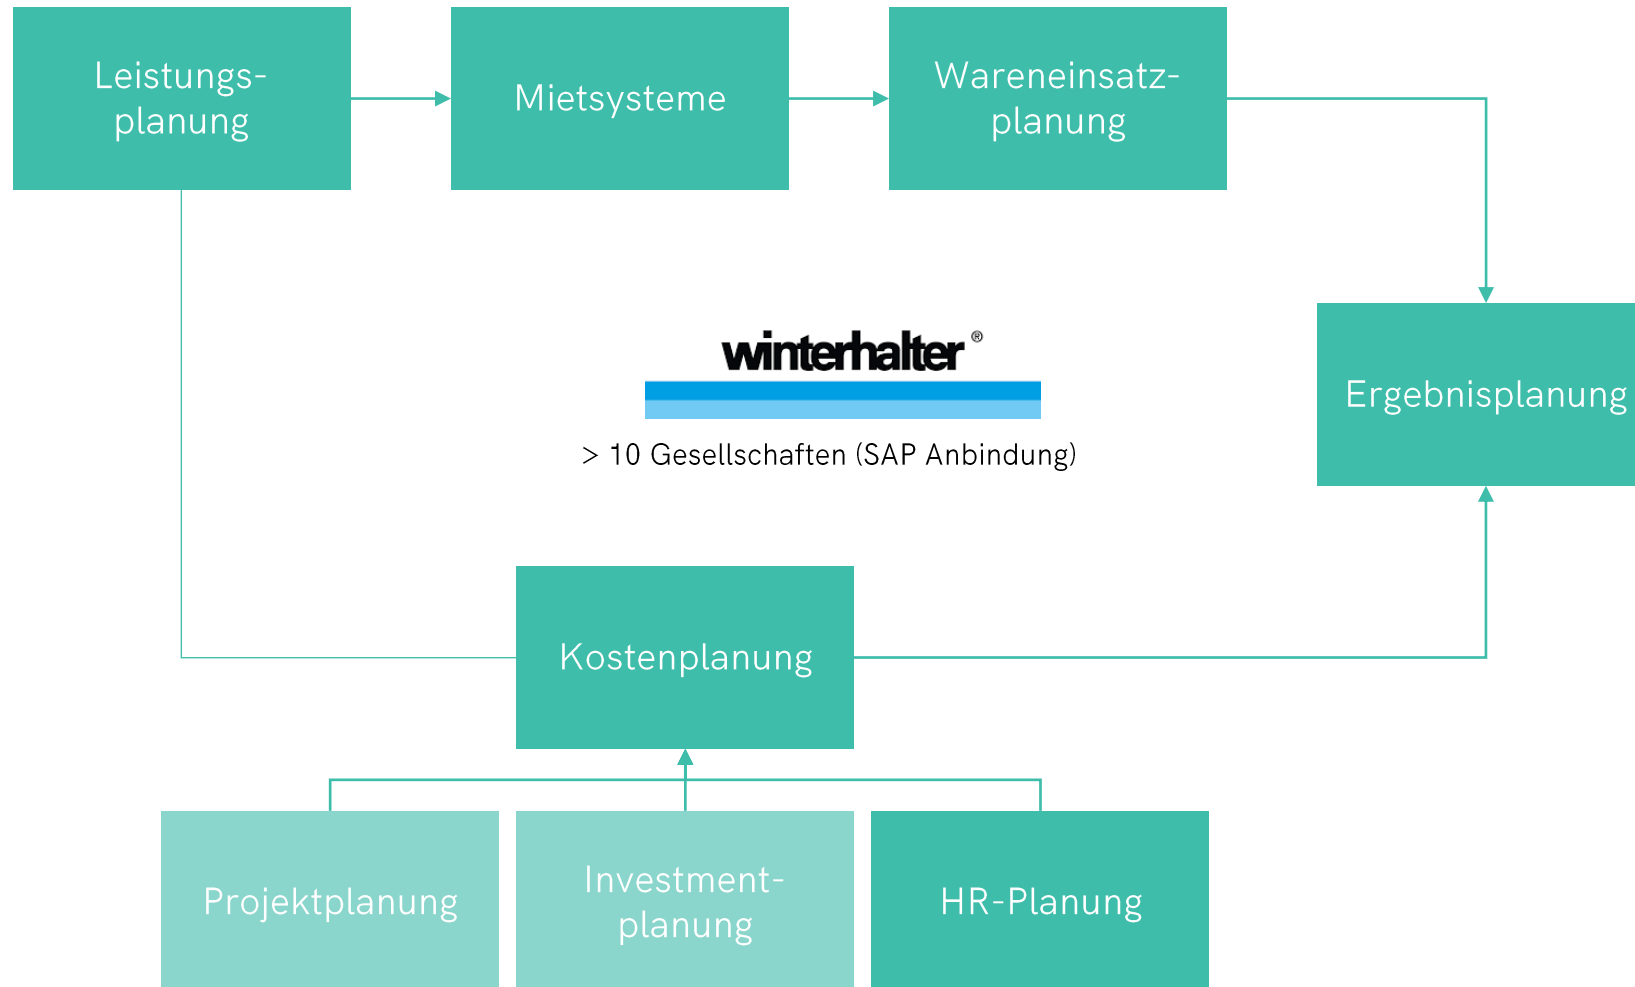 Leistungs-
planung
Mietsysteme
Wareneinsatz-
planung
winterhalter®
Ergebnisplanung
> 10 Gesellschaften (SAP Anbindung)
Kostenplanung
Projektplanung
Investment-
planung
HR-Planung